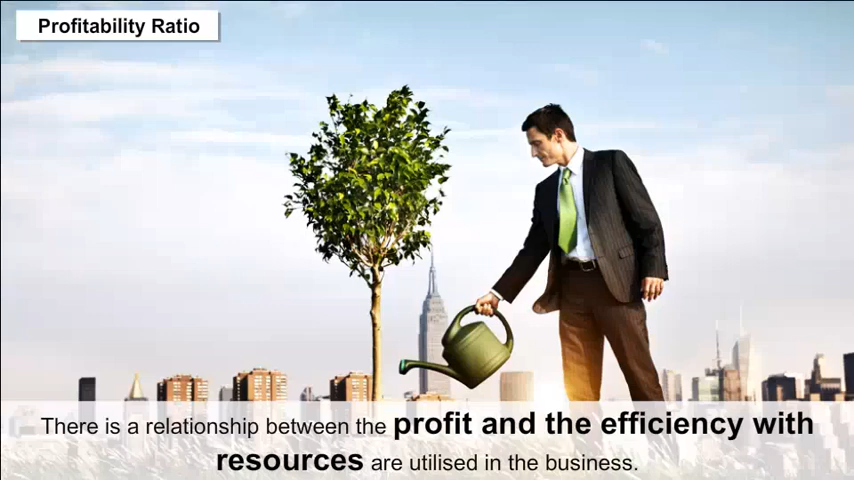 Profitability Ratio
There is a relationship between the profit and the efficiency with
resources are utilised in the business.